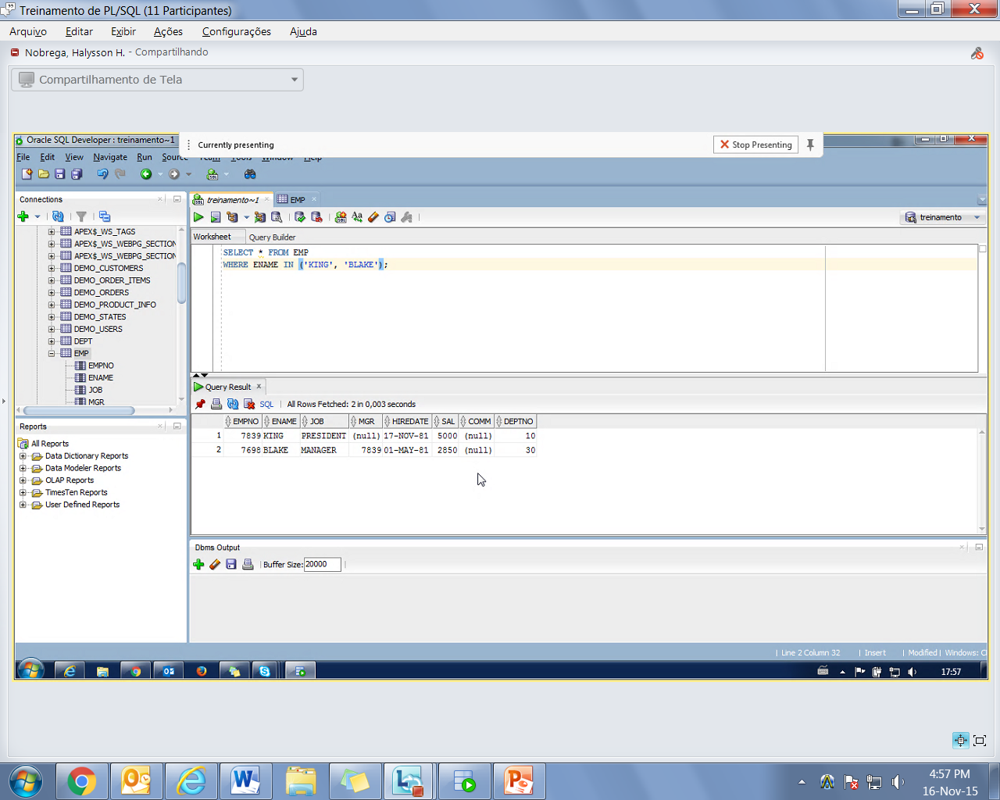 Treinamento de PL/SQL (11 Participantes)
Arquivo Editar Exibir Ações Configurações Ajuda
Nobrega, Halysson H. - Compartilhando
Compartilhamento de Tela
Oracle SQL Developer : treinamento~1
Currently presenting
Stop Presenting
File Edit View Navigate Run Source Team Tools Window Help
Connections
treinamento~1
EMP
treinamento
Worksheet
Query Builder
APEX$_WS_TAGS
APEX$_WS_WEBPG_SECTION
APEX$_WS_WEBPG_SECTION
DEMO_CUSTOMERS
DEMO_ORDER_ITEMS
DEMO_ORDERS
DEMO_PRODUCT_INFO
DEMO_STATES
DEMO_USERS
DEPT
EMP
EMPNO
ENAME
JOB
MGR
SELECT * FROM EMP
WHERE ENAME IN ('KING', 'BLAKE');
Query Result
SQL
All Rows Fetched: 2 in 0,003 seconds
EMPNO ENAME JOB MGR HIREDATE SAL COMM DEPTNO
1 7839 KING PRESIDENT (null) 17-NOV-81 5000 (null) 10
2 7698 BLAKE MANAGER 7839 01-MAY-81 2850 (null) 30
Reports
All Reports
Data Dictionary Reports
Data Modeler Reports
OLAP Reports
TimesTen Reports
User Defined Reports
Dbms Output
Buffer Size: 20000
Line 2 Column 32 Insert Modified Windows: C
17:57
4:57 PM
16-Nov-15